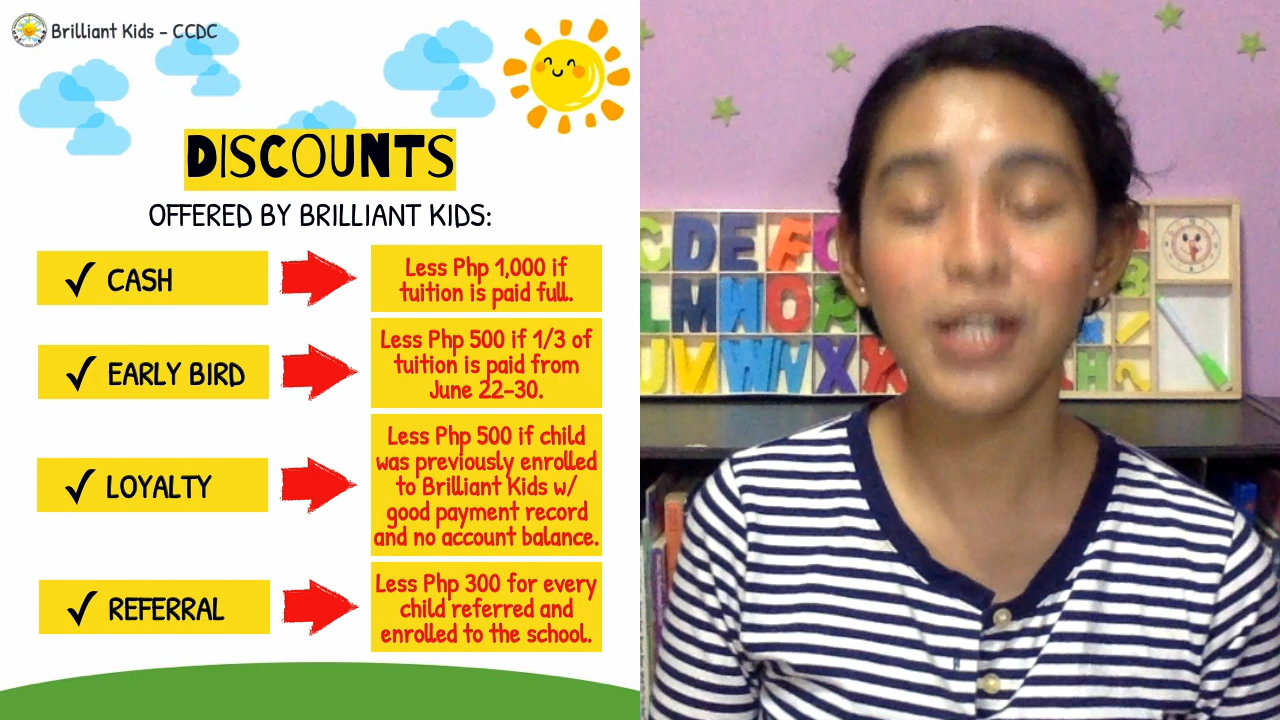 Brilliant Kids - CCDC
DISCOUNTS
OFFERED BY BRILLIANT KIDS:
✓ CASH
Less Php 1,000 if
tuition is paid full.
✓ EARLY BIRD
Less Php 500 if 1/3 of
tuition is paid from
June 22-30.
✓ LOYALTY
Less Php 500 if child
was previously enrolled
to Brilliant Kids w/
good payment record
and no account balance.
✓ REFERRAL
Less Php 300 for every
child referred and
enrolled to the school.
C D E F
M N O P
U V W X X